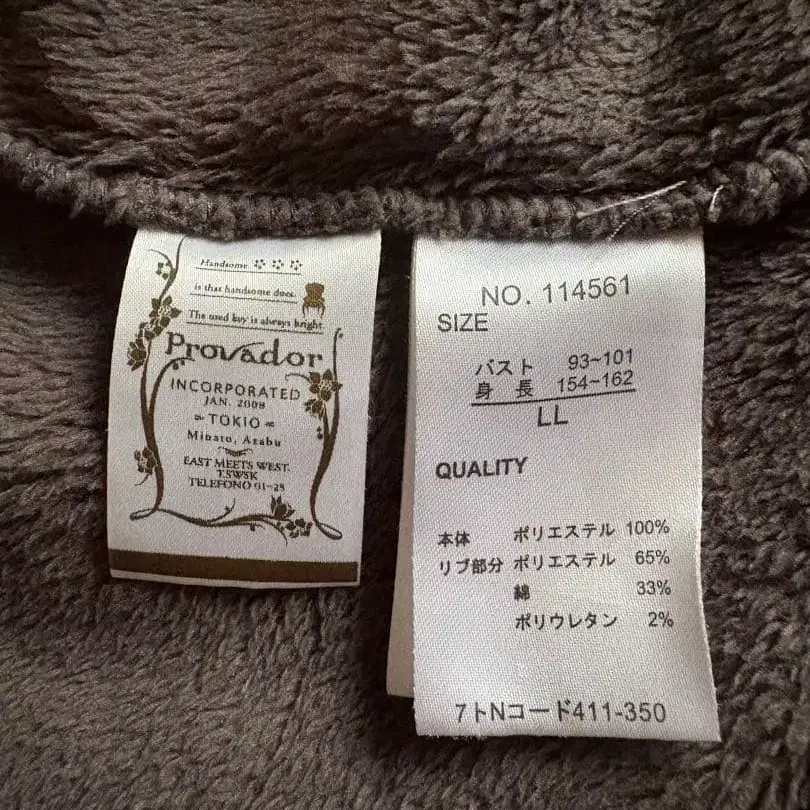 Handsome
is that handsome does.
The used key is always bright
Provador
INCORPORATED
JAN. 2008
TOKIO
Minato, Azabu
EAST MEETS WEST.
T.SWSK
TELEFONO 01-28
NO. 114561
SIZE
バスト 93~101
身 長 154~162
LL
QUALITY
本体 ポリエステル 100%
リブ部分 ポリエステル 65%
綿 33%
ポリウレタン 2%
7トNコード411-350